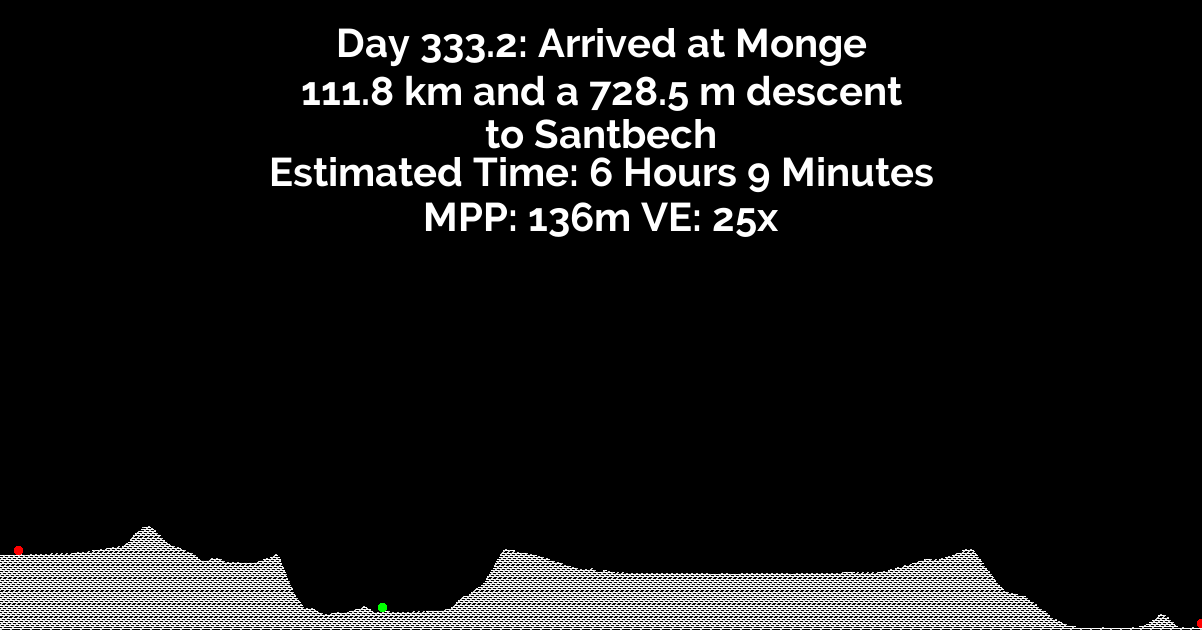 Day 333.2: Arrived at Monge
111.8 km and a 728.5 m descent
to Santbech
Estimated Time: 6 Hours 9 Minutes
MPP: 136m VE: 25x